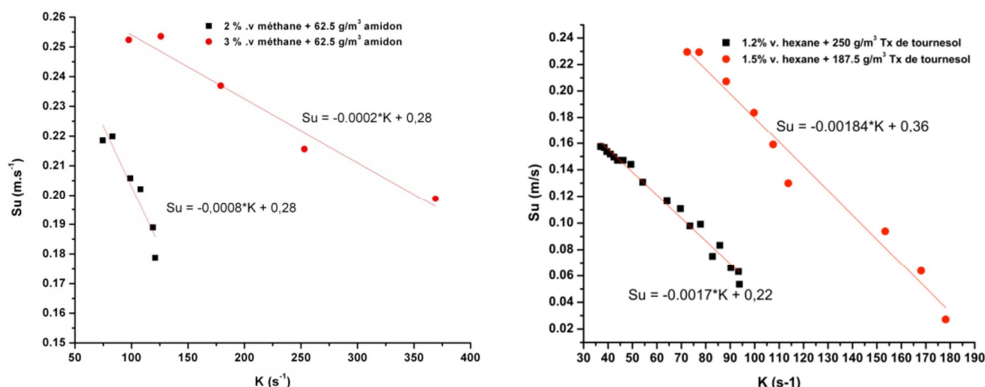 2 % .v méthane + 62.5 g/m³ amidon
3 % .v méthane + 62.5 g/m³ amidon
Su (m.s⁻¹)
0.26
0.25
0.24
0.23
0.22
0.21
0.20
0.19
0.18
0.17
0.16
0.15
Su = -0.0002*K + 0,28
Su = -0,0008*K + 0,28
50 100 150 200 250 300 350 400
K (s⁻¹)
1.2% v. hexane + 250 g/m³ Tx de tournesol
1.5% v. hexane + 187.5 g/m³ Tx de tournesol
Su (m/s)
0.24
0.22
0.20
0.18
0.16
0.14
0.12
0.10
0.08
0.06
0.04
0.02
Su = -0.00184*K + 0,36
Su = -0.0017*K + 0,22
30 40 50 60 70 80 90 100 110 120 130 140 150 160 170 180 190
K (s-1)